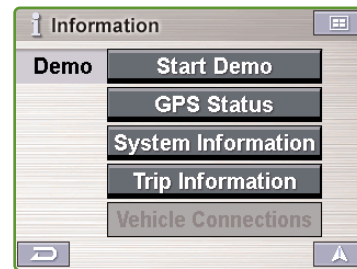 Information
Demo
Start Demo
GPS Status
System Information
Trip Information
Vehicle Connections